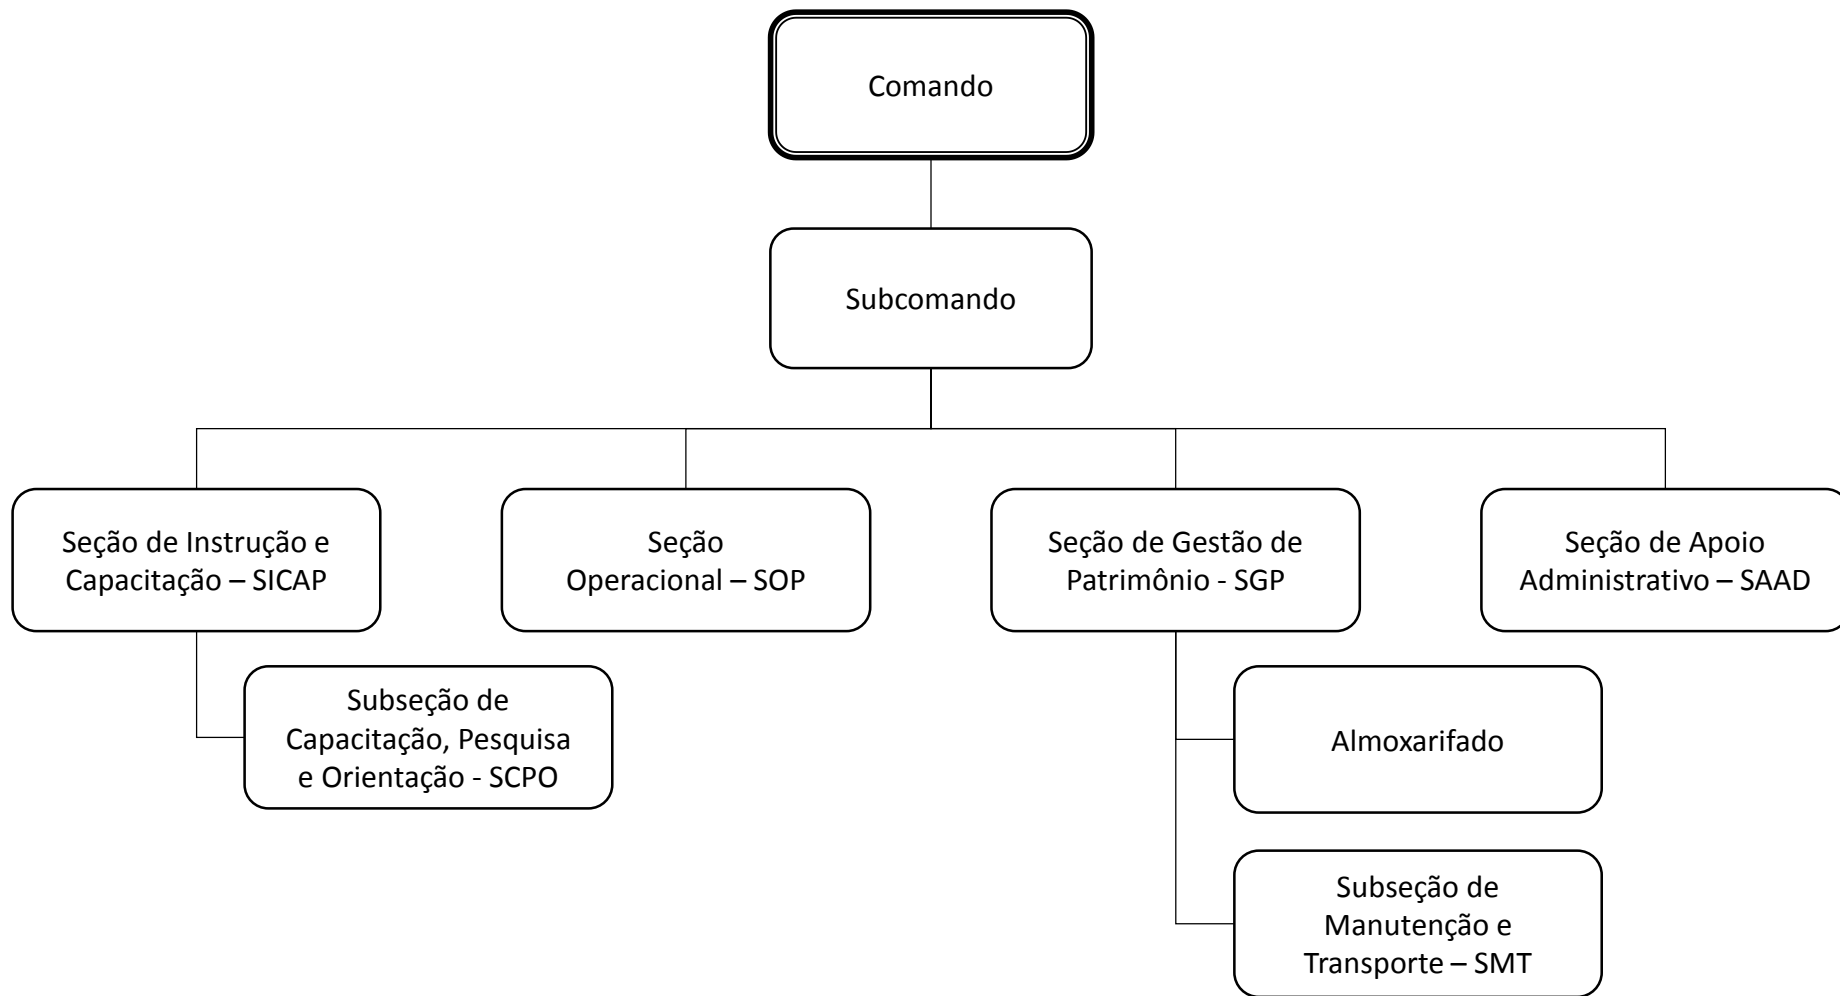 Comando
Subcomando
Seção de Instrução e
Capacitação – SICAP
Seção
Operacional – SOP
Seção de Gestão de
Patrimônio - SGP
Seção de Apoio
Administrativo – SAAD
Subseção de
Capacitação, Pesquisa
e Orientação - SCPO
Almoxarifado
Subseção de
Manutenção e
Transporte – SMT